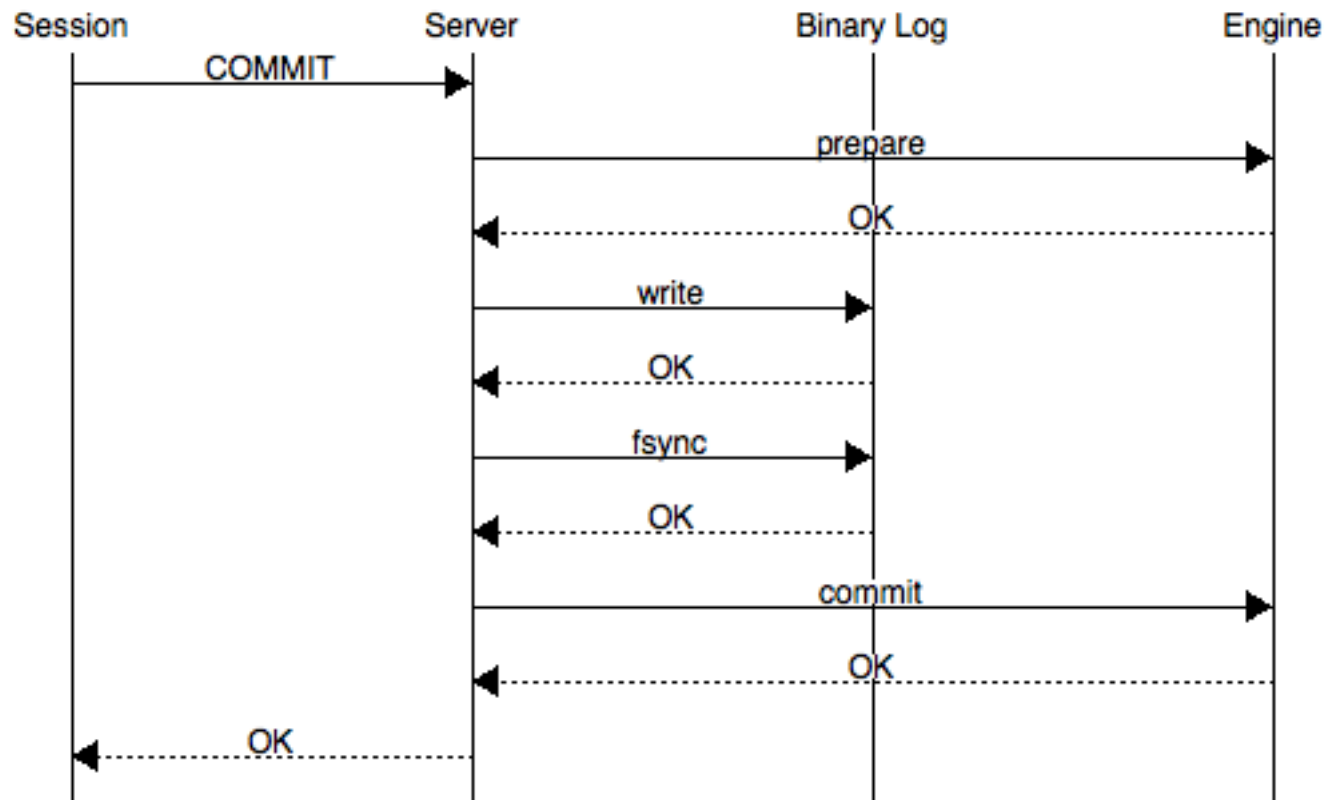 Session Server Binary Log Engine
COMMIT
prepare
OK
write
OK
fsync
OK
commit
OK
OK